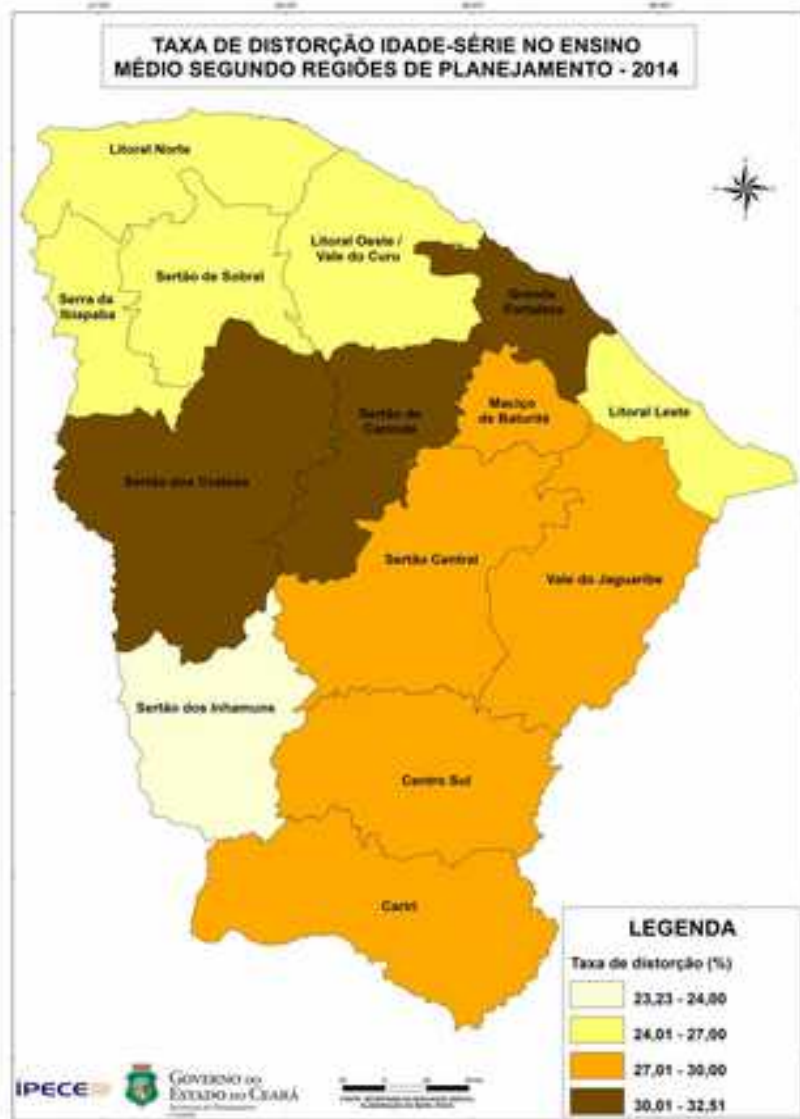 TAXA DE DISTORÇÃO IDADE-SÉRIE NO ENSINO
MÉDIO SEGUNDO REGIÕES DE PLANEJAMENTO - 2014
Litoral Norte
Litoral Oeste /
Vale do Curu
Sertão de Sobral
Serra da
Ibiapaba
Grande
Fortaleza
Maciço
de Baturité
Litoral Leste
Sertão de
Canindé
Sertão dos Crateús
Sertão Central
Vale do Jaguaribe
Sertão dos Inhamuns
Centro Sul
Cariri
LEGENDA
Taxa de distorção (%)
23,23 - 24,00
24,01 - 27,00
27,01 - 30,00
30,01 - 32,51
IPECE
GOVERNO DO
ESTADO DO CEARÁ